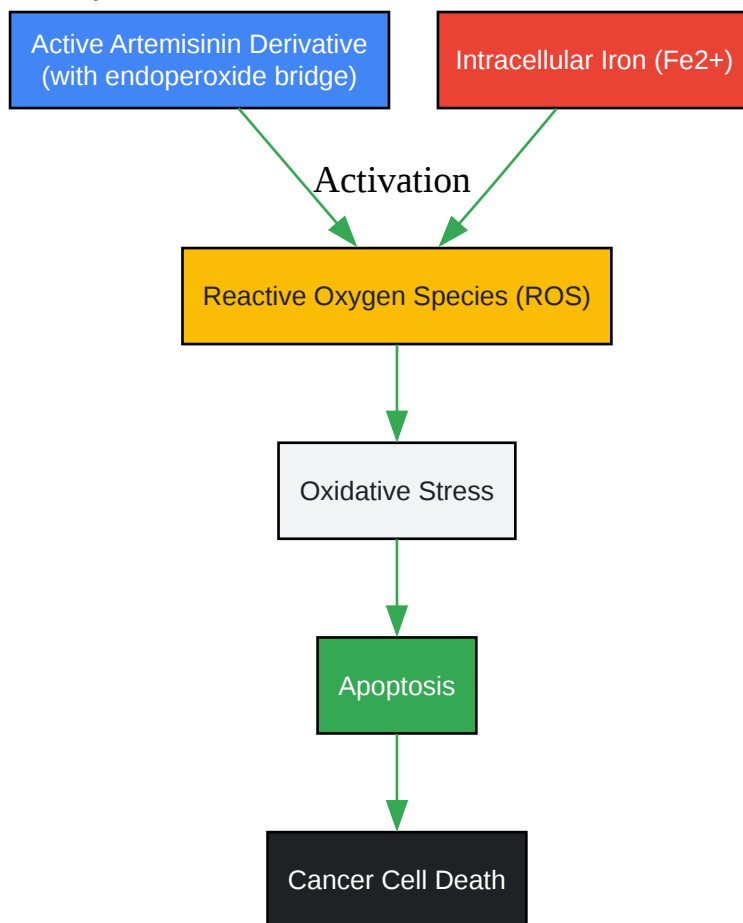 Active Artemisinin Derivative
(with endoperoxide bridge)
Intracellular Iron (Fe2+)
Activation
Reactive Oxygen Species (ROS)
Oxidative Stress
Apoptosis
Cancer Cell Death